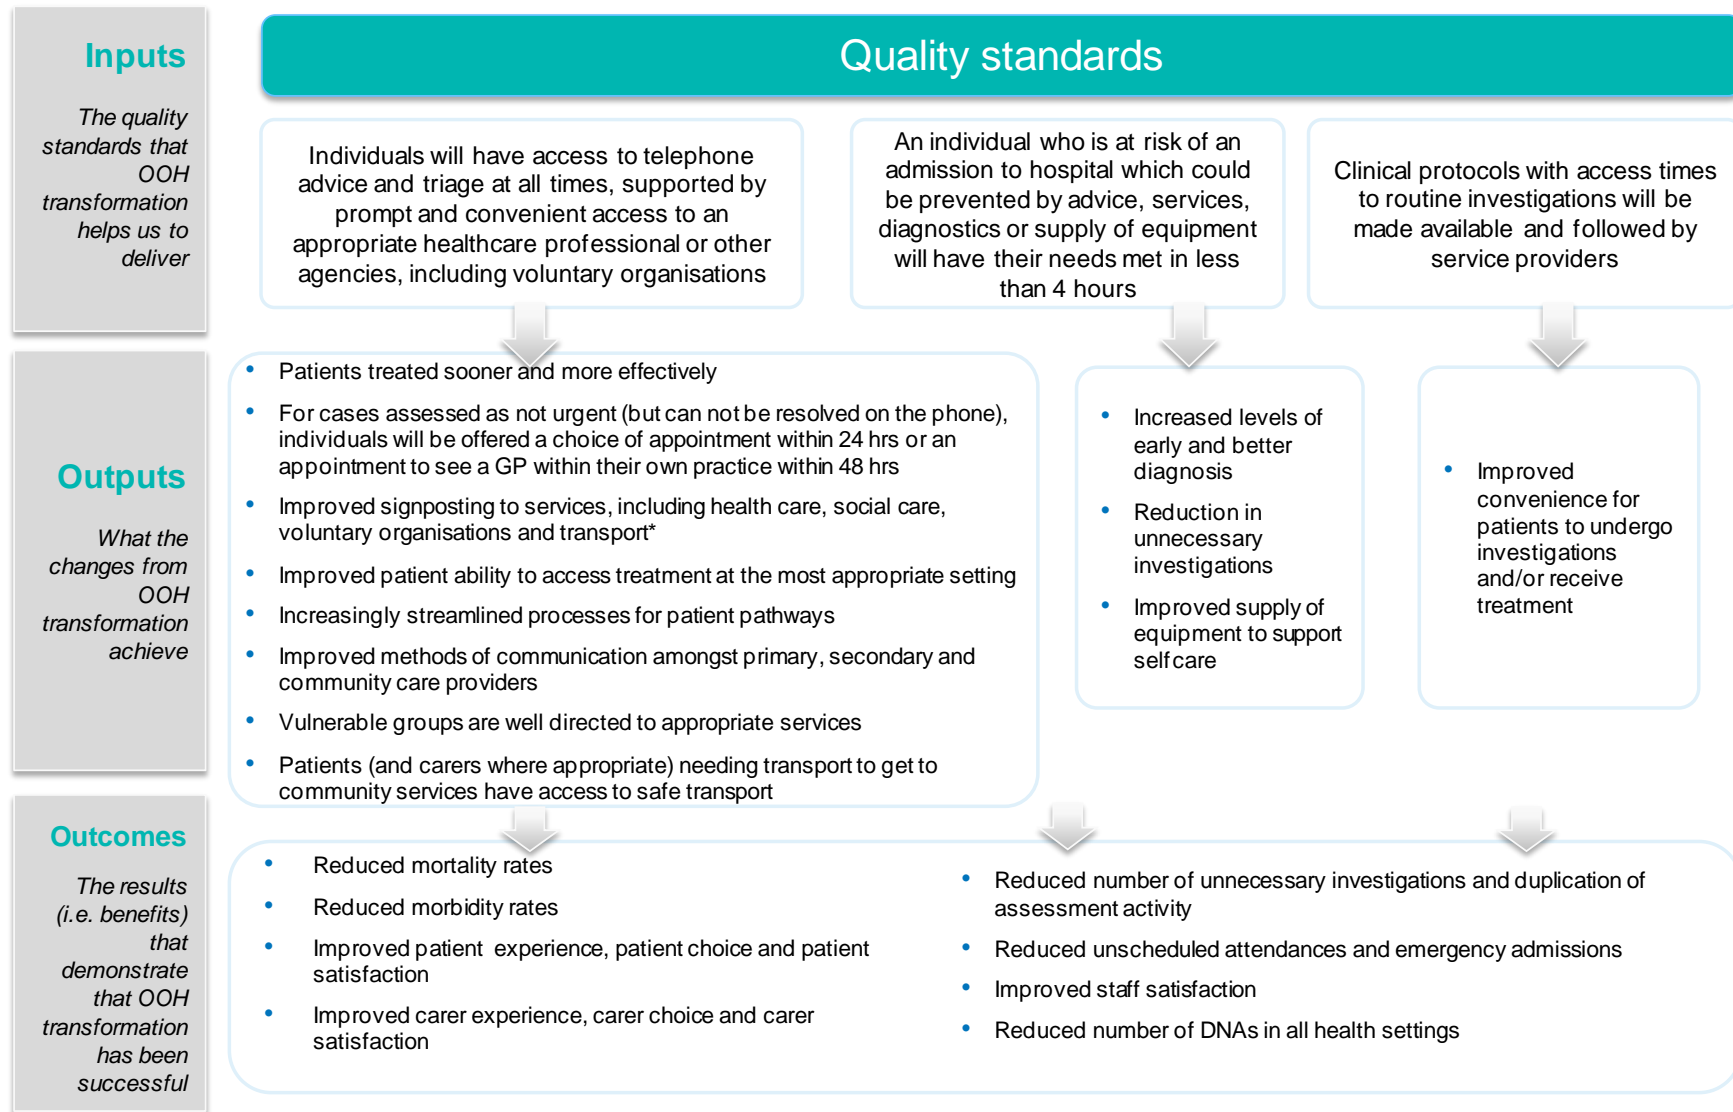 Inputs
The quality
standards that
OOH
transformation
helps us to
deliver
Quality standards
Individuals will have access to telephone
advice and triage at all times, supported by
prompt and convenient access to an
appropriate healthcare professional or other
agencies, including voluntary organisations
An individual who is at risk of an
admission to hospital which could
be prevented by advice, services,
diagnostics or supply of equipment
will have their needs met in less
than 4 hours
Clinical protocols with access times
to routine investigations will be
made available and followed by
service providers
Outputs
What the
changes from
OOH
transformation
achieve
• Patients treated sooner and more effectively
• For cases assessed as not urgent (but can not be resolved on the phone),
individuals will be offered a choice of appointment within 24 hrs or an
appointment to see a GP within their own practice within 48 hrs
• Improved signposting to services, including health care, social care,
voluntary organisations and transport*
• Improved patient ability to access treatment at the most appropriate setting
• Increasingly streamlined processes for patient pathways
• Improved methods of communication amongst primary, secondary and
community care providers
• Vulnerable groups are well directed to appropriate services
• Patients (and carers where appropriate) needing transport to get to
community services have access to safe transport
• Increased levels of
early and better
diagnosis
• Reduction in
unnecessary
investigations
• Improved supply of
equipment to support
self care
• Improved
convenience for
patients to undergo
investigations
and/or receive
treatment
Outcomes
The results
(i.e. benefits)
that
demonstrate
that OOH
transformation
has been
successful
• Reduced mortality rates
• Reduced morbidity rates
• Improved patient experience, patient choice and patient
satisfaction
• Improved carer experience, carer choice and carer
satisfaction
• Reduced number of unnecessary investigations and duplication of
assessment activity
• Reduced unscheduled attendances and emergency admissions
• Improved staff satisfaction
• Reduced number of DNAs in all health settings